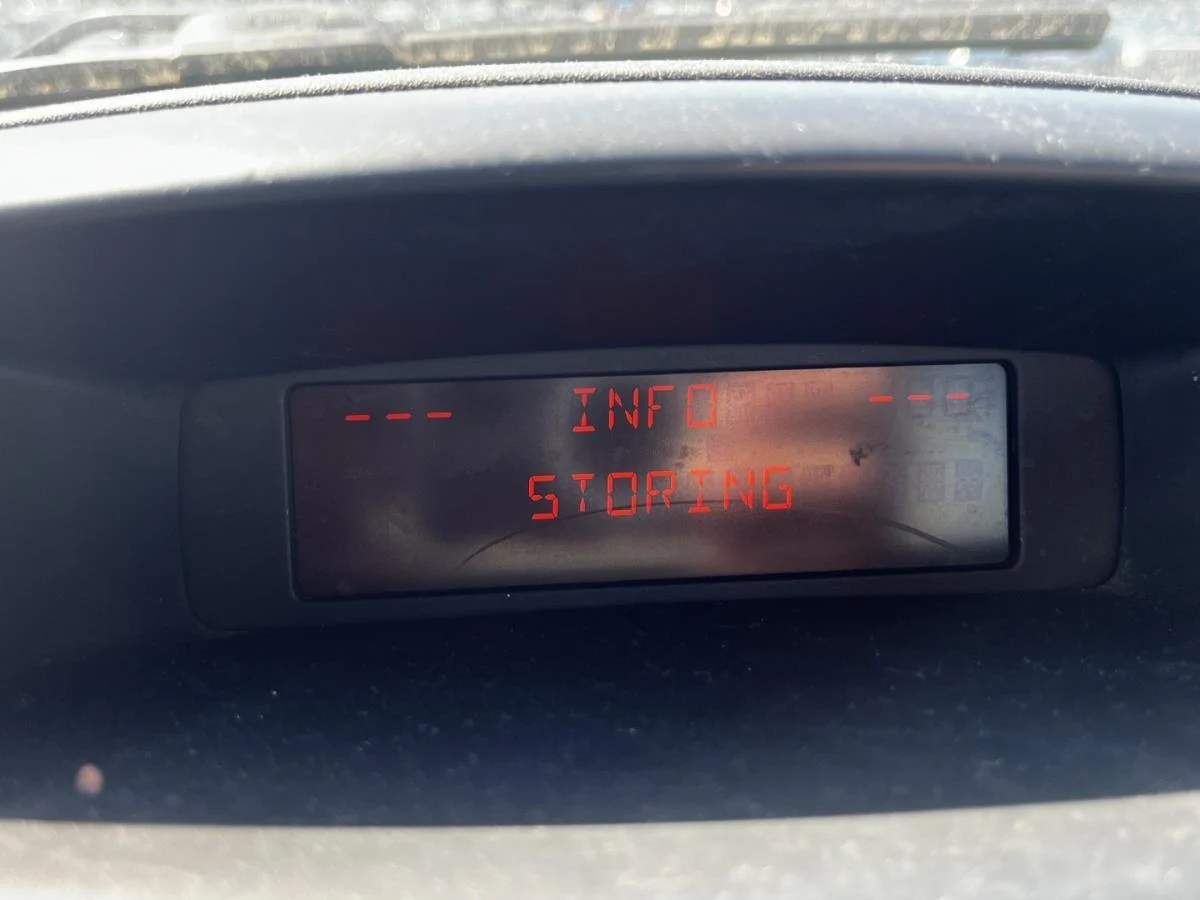 --- INFO ---
STORING